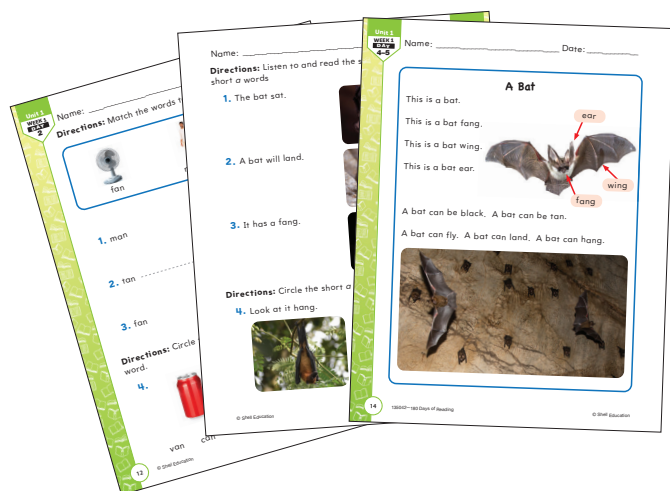 Unit 1
WEEK 1
DAY
2
Name:
Directions: Match the words t
fan
1. man
2. tan
3. fan
Directions: Circle
word.
4.
van can
12
© Shell Education
Name:
Directions: Listen to and read the s
short a words
1. The bat sat.
2. A bat will land.
3. It has a fang.
Directions: Circle the short a
4. Look at it hang.
© Shell Education
Unit 1
WEEK 1
DAY
4–5
Name: Date:
A Bat
This is a bat.
This is a bat fang.
This is a bat wing.
This is a bat ear.
ear
wing
fang
A bat can be black. A bat can be tan.
A bat can fly. A bat can land. A bat can hang.
14
135042—180 Days of Reading
© Shell Education